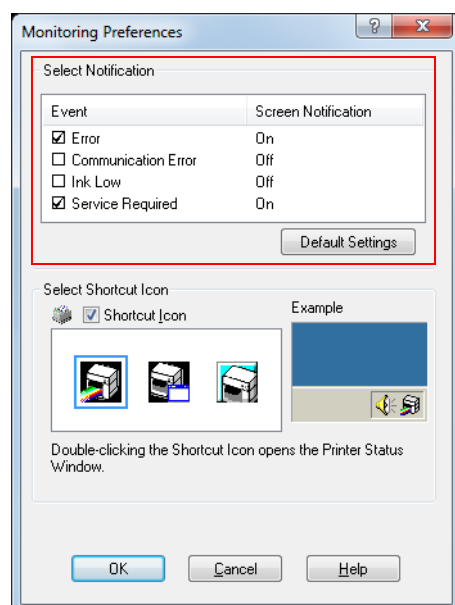 Monitoring Preferences
Select Notification
Event Screen Notification
Error On
Communication Error Off
Ink Low Off
Service Required On
Default Settings
Select Shortcut Icon
Shortcut Icon
Example
Double-clicking the Shortcut Icon opens the Printer Status
Window.
OK Cancel Help